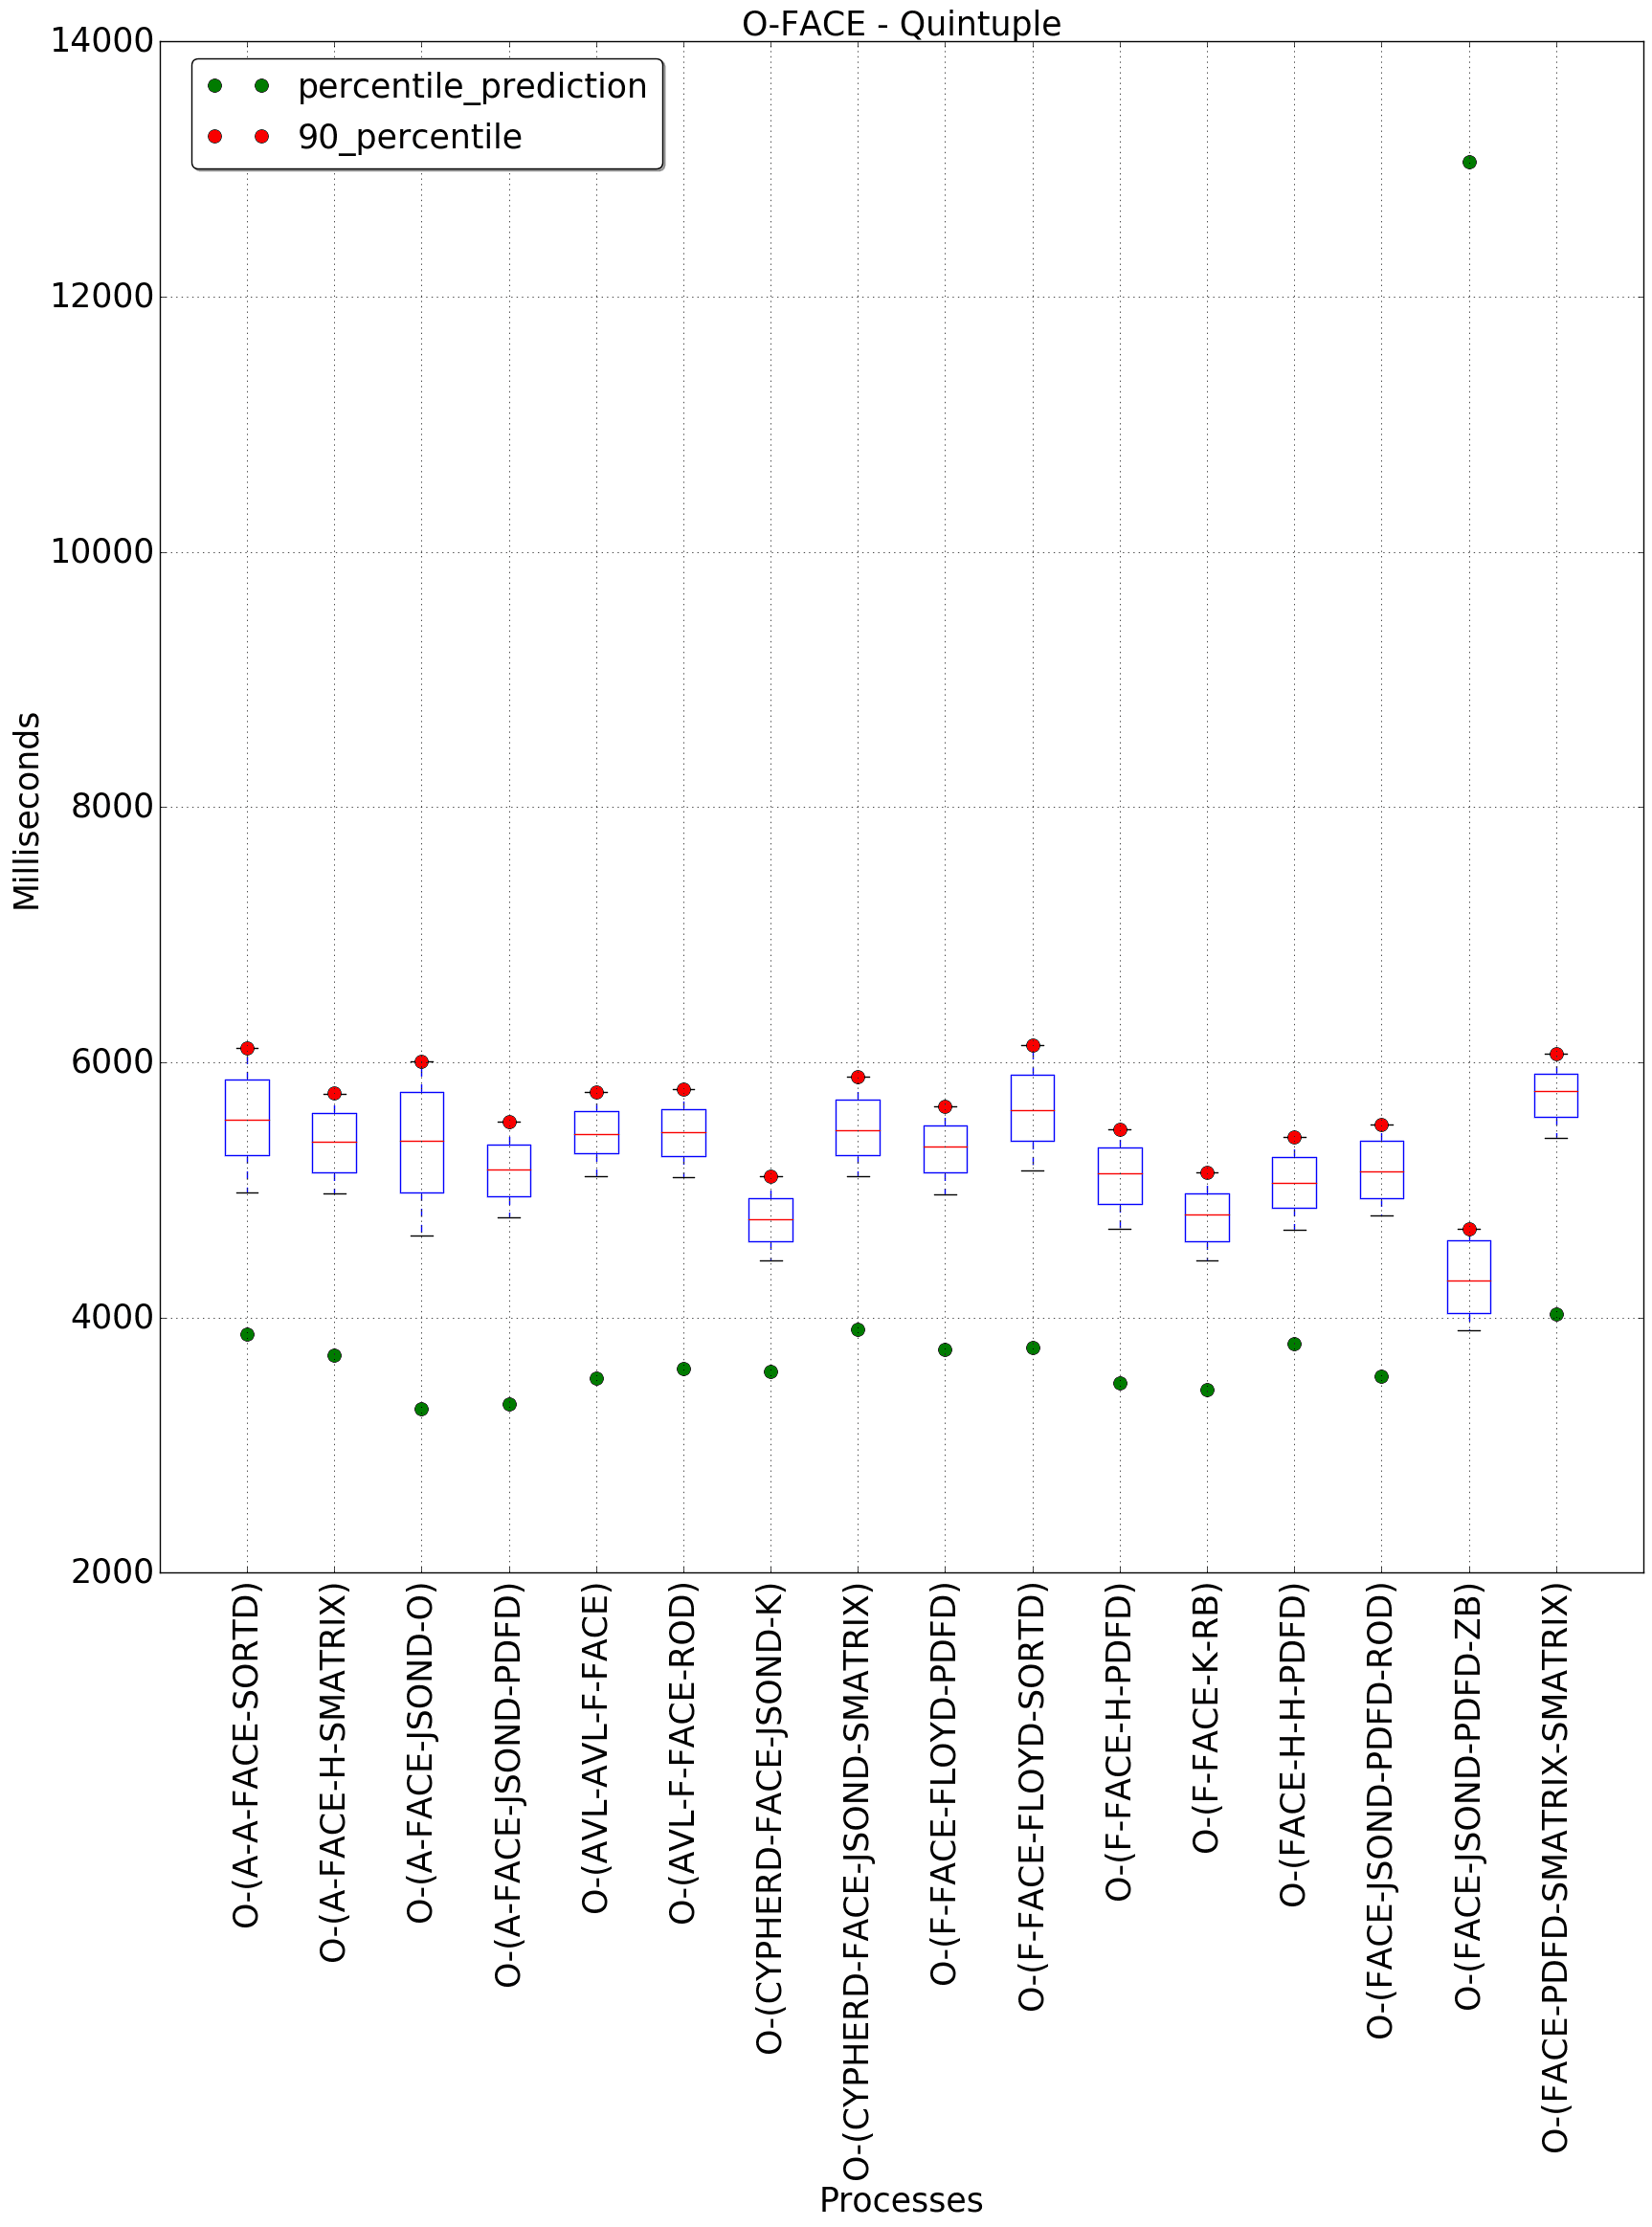 O-FACE - Quintuple
percentile_prediction
90_percentile
14000
12000
10000
8000
6000
4000
2000
Milliseconds
O-(A-A-FACE-SORTD)
O-(A-FACE-H-SMATRIX)
O-(A-FACE-JSOND-O)
O-(A-FACE-JSOND-PDFD)
O-(AVL-AVL-F-FACE)
O-(AVL-F-FACE-ROD)
O-(CYPHERD-FACE-JSOND-K)
O-(CYPHERD-FACE-JSOND-SMATRIX)
O-(F-FACE-FLOYD-PDFD)
O-(F-FACE-FLOYD-SORTD)
O-(F-FACE-H-PDFD)
O-(F-FACE-K-RB)
O-(FACE-H-H-PDFD)
O-(FACE-JSOND-PDFD-ROD)
O-(FACE-JSOND-PDFD-ZB)
O-(FACE-PDFD-SMATRIX-SMATRIX)
Processes